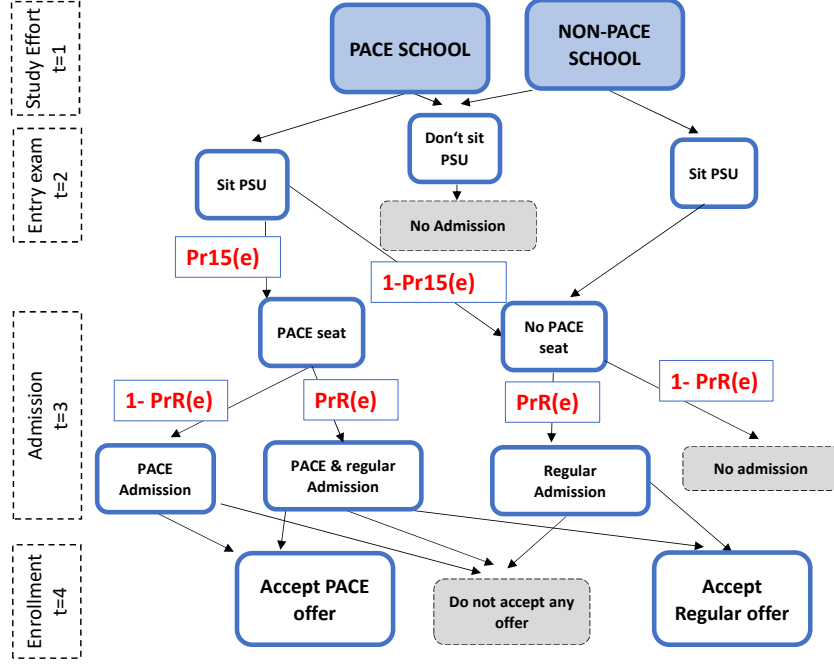 Study Effort
t=1
PACE SCHOOL
NON-PACE
SCHOOL
Entry exam
t=2
Sit PSU
Don‘t sit
PSU
Sit PSU
No Admission
Pr15(e)
1-Pr15(e)
Admission
t=3
PACE seat
No PACE
seat
1- PrR(e)
PrR(e)
PrR(e)
1- PrR(e)
PACE
Admission
PACE & regular
Admission
Regular
Admission
No admission
Enrollment
t=4
Accept PACE
offer
Do not accept any
offer
Accept
Regular offer